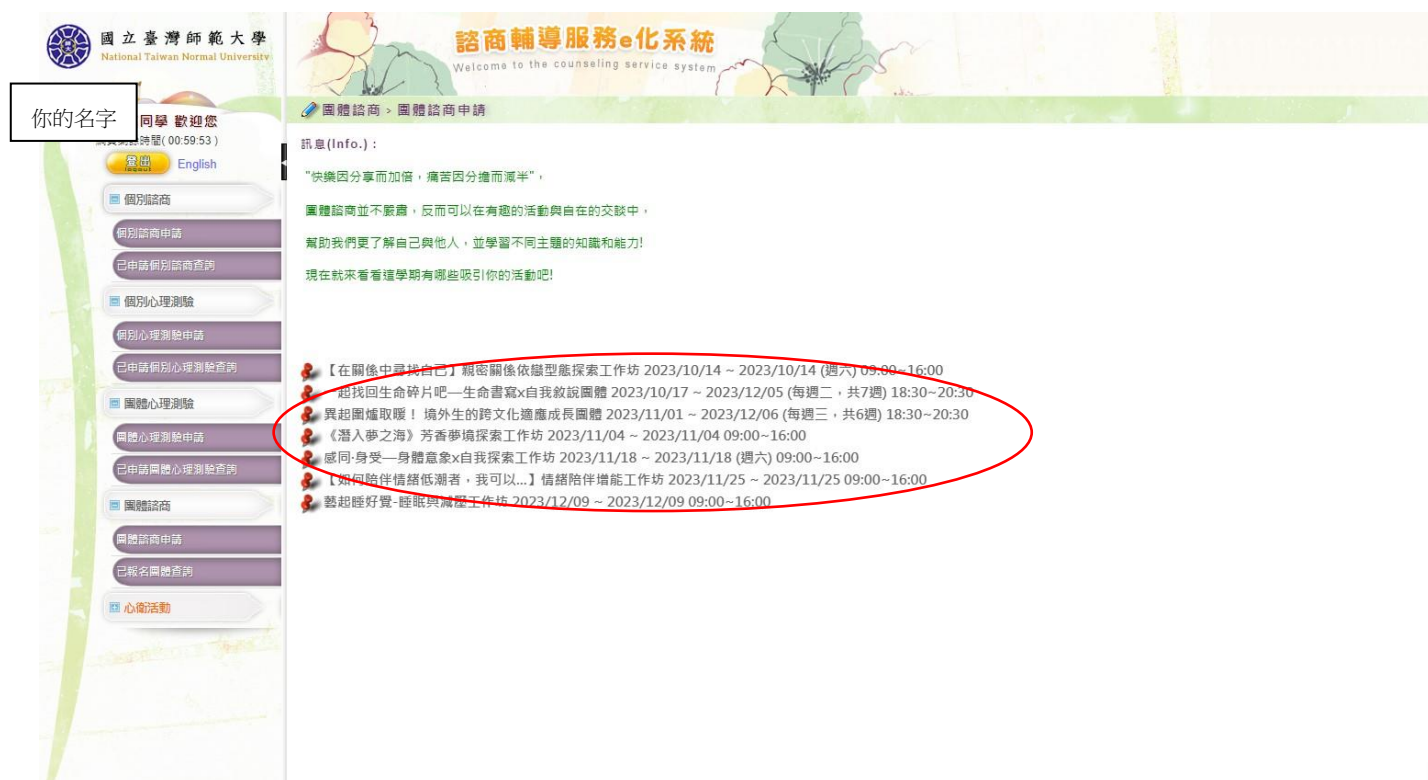 國立臺灣師範大學
National Taiwan Normal University
諮商輔導服務e化系統
Welcome to the counseling service system
你的名字
同學 歡迎您
時間( 00:59:53 )
登出
logout
English
個別諮商
個別諮商申請
已申請個別諮商查詢
個別心理測驗
個別心理測驗申請
已申請個別心理測驗查詢
團體心理測驗
團體心理測驗申請
已申請團體心理測驗查詢
團體諮商
團體諮商申請
已報名團體查詢
心衛活動
團體諮商 > 團體諮商申請
訊息(Info.)：
"快樂因分享而加倍，痛苦因分擔而減半"，
團體諮商並不嚴肅，反而可以在有趣的活動與自在的交談中，
幫助我們更了解自己與他人，並學習不同主題的知識和能力!
現在就來看看這學期有哪些吸引你的活動吧!
【在關係中尋找自己】親密關係依戀型態探索工作坊 2023/10/14 ~ 2023/10/14 (週六) 09:00~16:00
一起找回生命碎片吧—生命書寫x自我敘說團體 2023/10/17 ~ 2023/12/05 (每週二，共7週) 18:30~20:30
異起圍爐取暖！ 境外生的跨文化適應成長團體 2023/11/01 ~ 2023/12/06 (每週三，共6週) 18:30~20:30
《潛入夢之海》芳香夢境探索工作坊 2023/11/04 ~ 2023/11/04 09:00~16:00
感同·身受—身體意象x自我探索工作坊 2023/11/18 ~ 2023/11/18 (週六) 09:00~16:00
【如何陪伴情緒低潮者，我可以...】情緒陪伴增能工作坊 2023/11/25 ~ 2023/11/25 09:00~16:00
藝起睡好覺-睡眠與減壓工作坊 2023/12/09 ~ 2023/12/09 09:00~16:00